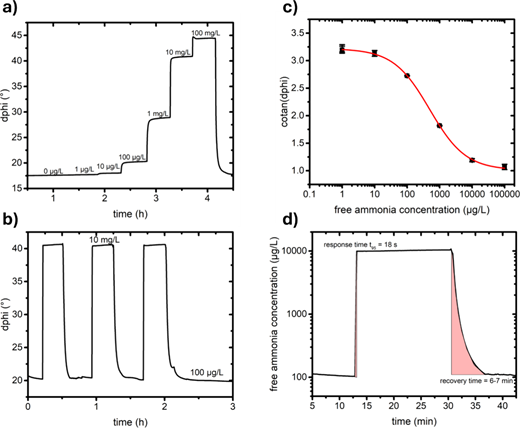 a)
dphi (°)
45
40
35
30
25
20
15
0 µg/L
1 µg/L
10 µg/L
100 µg/L
1 mg/L
10 mg/L
100 mg/L
1 2 3 4
time (h)
c)
cotan(dphi)
3.5
3.0
2.5
2.0
1.5
1.0
0.1 1 10 100 1000 10000 100000
free ammonia concentration (µg/L)
b)
dphi (°)
40
35
30
25
20
10 mg/L
100 µg/L
0 1 2 3
time (h)
d)
free ammonia concentration (µg/L)
10000
1000
100
response time t90 = 18 s
recovery time = 6-7 min
5 10 15 20 25 30 35 40
time (min)